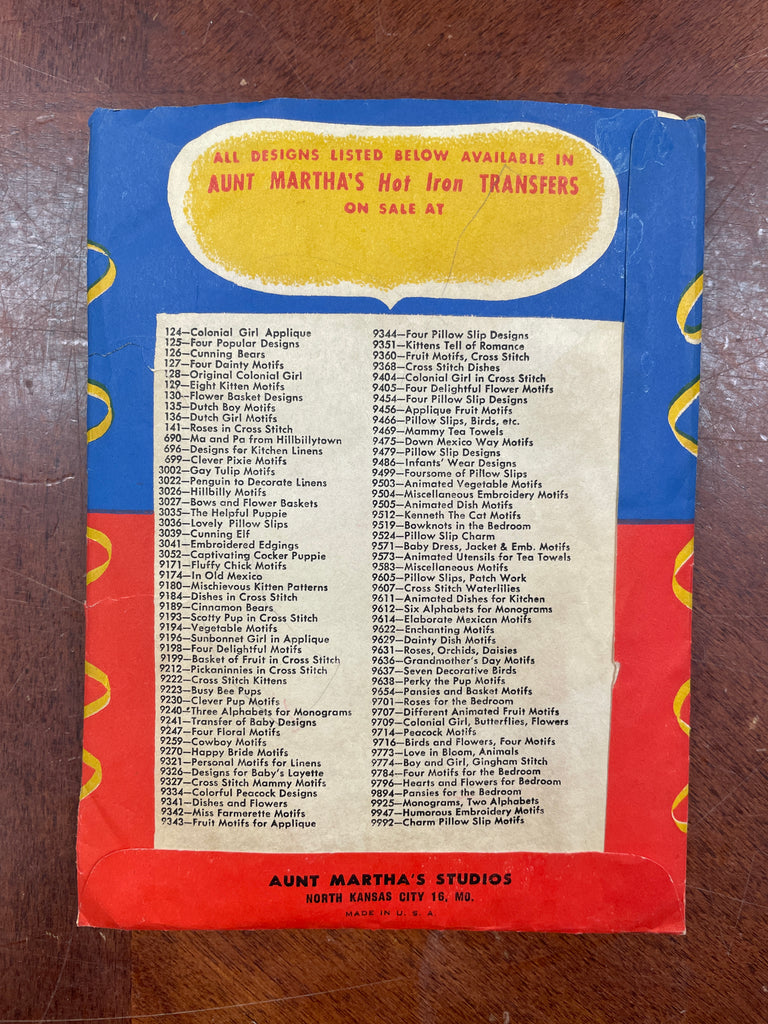 ALL DESIGNS LISTED BELOW AVAILABLE IN
AUNT MARTHA'S Hot Iron TRANSFERS
ON SALE AT
124—Colonial Girl Applique
125—Four Popular Designs
126—Cunning Bears
127—Four Dainty Motifs
128—Original Colonial Girl
129—Eight Kitten Motifs
130—Flower Basket Designs
135—Dutch Boy Motifs
136—Dutch Girl Motifs
141—Roses in Cross Stitch
690—Ma and Pa from Hillbillytown
696—Designs for Kitchen Linens
699—Clever Pixie Motifs
3002—Gay Tulip Motifs
3022—Penguin to Decorate Linens
3026—Hillbilly Motifs
3027—Bows and Flower Baskets
3035—The Helpful Puppie
3036—Lovely Pillow Slips
3039—Cunning Elf
3041—Embroidered Edgings
3052—Captivating Cocker Puppie
9171—Fluffy Chick Motifs
9174—In Old Mexico
9180—Mischievous Kitten Patterns
9184—Dishes in Cross Stitch
9189—Cinnamon Bears
9193—Scotty Pup in Cross Stitch
9194—Vegetable Motifs
9196—Sunbonnet Girl in Applique
9198—Four Delightful Motifs
9199—Basket of Fruit in Cross Stitch
9212—Pickaninnies in Cross Stitch
9222—Cross Stitch Kittens
9223—Busy Bee Pups
9230—Clever Pup Motifs
9240—Three Alphabets for Monograms
9241—Transfer of Baby Designs
9247—Four Floral Motifs
9259—Cowboy Motifs
9270—Happy Bride Motifs
9321—Personal Motifs for Linens
9326—Designs for Baby's Layette
9327—Cross Stitch Mammy Motifs
9334—Colorful Peacock Designs
9341—Dishes and Flowers
9342—Miss Farmerette Motifs
9343—Fruit Motifs for Applique
9344—Four Pillow Slip Designs
9351—Kittens Tell of Romance
9360—Fruit Motifs, Cross Stitch
9368—Cross Stitch Dishes
9404—Colonial Girl in Cross Stitch
9405—Four Delightful Flower Motifs
9454—Four Pillow Slip Designs
9456—Applique Fruit Motifs
9466—Pillow Slips, Birds, etc.
9469—Mammy Tea Towels
9475—Down Mexico Way Motifs
9479—Pillow Slip Designs
9486—Infants' Wear Designs
9499—Foursome of Pillow Slips
9503—Animated Vegetable Motifs
9504—Miscellaneous Embroidery Motifs
9505—Animated Dish Motifs
9512—Kenneth The Cat Motifs
9519—Bowknots in the Bedroom
9524—Pillow Slip Charm
9571—Baby Dress, Jacket & Emb. Motifs
9573—Animated Utensils for Tea Towels
9583—Miscellaneous Motifs
9605—Pillow Slips, Patch Work
9607—Cross Stitch Waterlilies
9611—Animated Dishes for Kitchen
9612—Six Alphabets for Monograms
9614—Elaborate Mexican Motifs
9622—Enchanting Motifs
9629—Dainty Dish Motifs
9631—Roses, Orchids, Daisies
9636—Grandmother's Day Motifs
9637—Seven Decorative Birds
9638—Perky the Pup Motifs
9654—Pansies and Basket Motifs
9701—Roses for the Bedroom
9707—Different Animated Fruit Motifs
9709—Colonial Girl, Butterflies, Flowers
9714—Peacock Motifs
9716—Birds and Flowers, Four Motifs
9773—Love in Bloom, Animals
9774—Boy and Girl, Gingham Stitch
9784—Four Motifs for the Bedroom
9796—Hearts and Flowers for Bedroom
9894—Pansies for the Bedroom
9925—Monograms, Two Alphabets
9947—Humorous Embroidery Motifs
9992—Charm Pillow Slip Motifs
AUNT MARTHA'S STUDIOS
NORTH KANSAS CITY 16, MO.
MADE IN U. S. A.